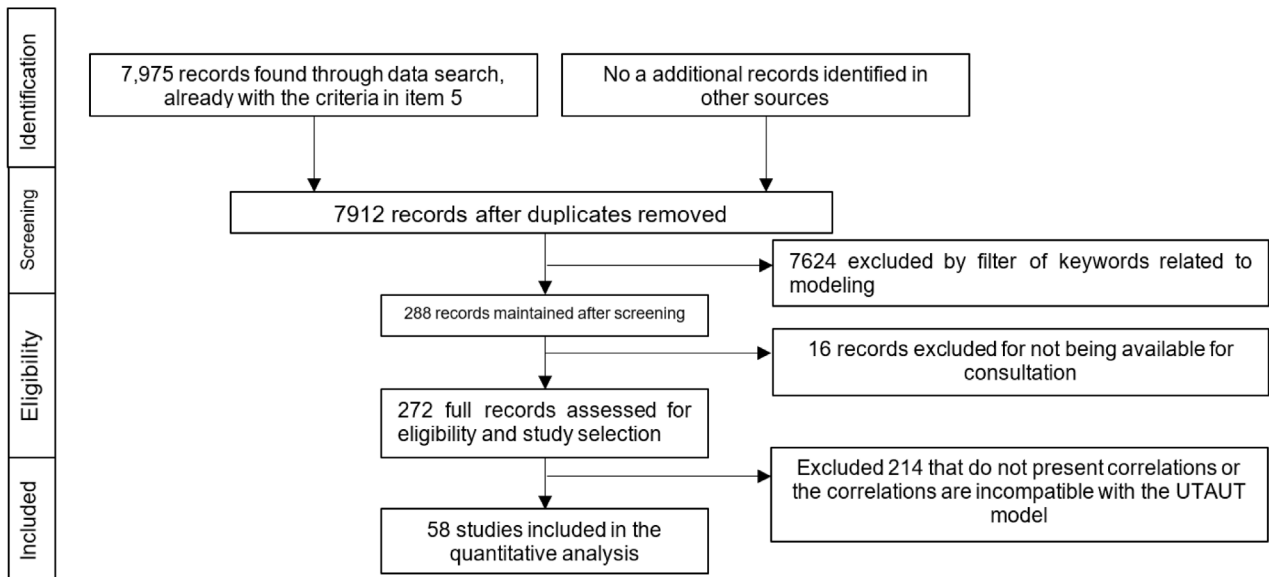 Identification
7,975 records found through data search,
already with the criteria in item 5
No a additional records identified in
other sources
Screening
7912 records after duplicates removed
7624 excluded by filter of keywords related to
modeling
Eligibility
288 records maintained after screening
16 records excluded for not being available for
consultation
272 full records assessed for
eligibility and study selection
Included
Excluded 214 that do not present correlations or
the correlations are incompatible with the UTAUT
model
58 studies included in the
quantitative analysis